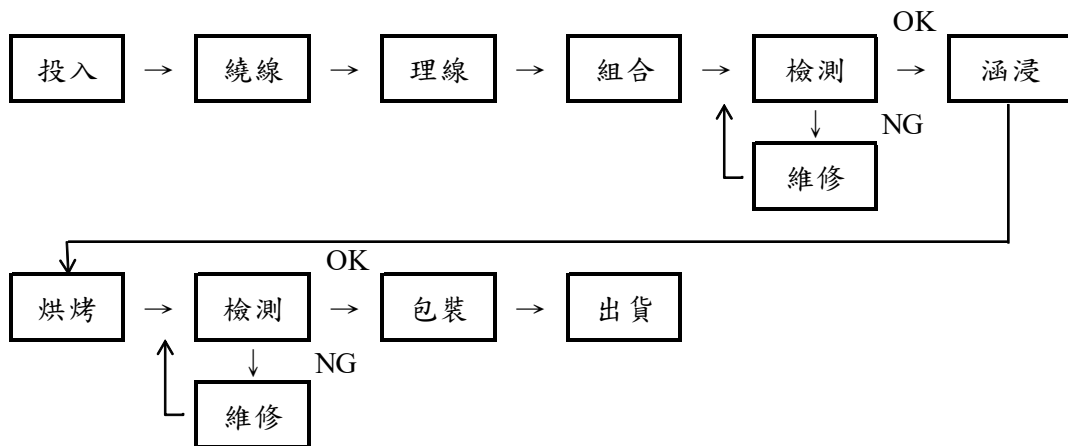 OK
投入 → 繞線 → 理線 → 組合 → 檢測 → 涵浸
↓ NG
維修
OK
烘烤 → 檢測 → 包裝 → 出貨
↓ NG
維修